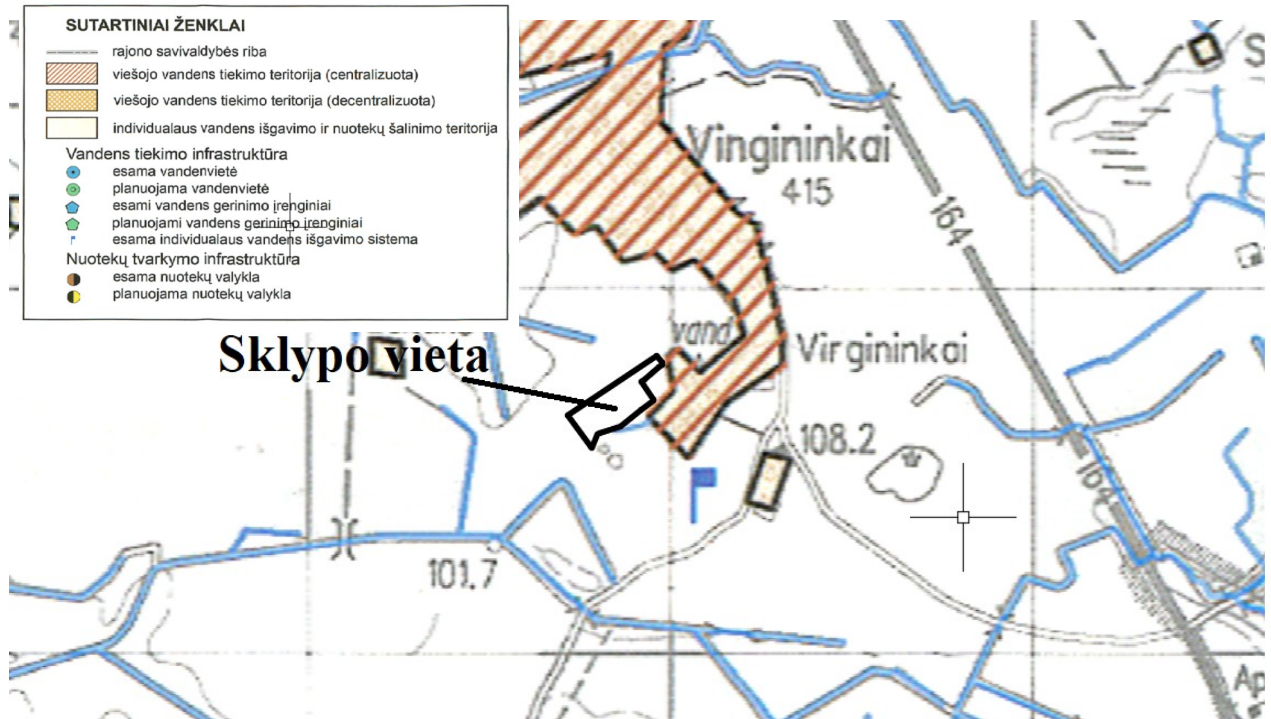 SUTARTINIAI ŽENKLAI
rajono savivaldybės riba
viešojo vandens tiekimo teritorija (centralizuota)
viešojo vandens tiekimo teritorija (decentralizuota)
individualaus vandens išgavimo ir nuotekų šalinimo teritorija
Vandens tiekimo infrastruktūra
esama vandenvietė
planuojama vandenvietė
esami vandens gerinimo įrenginiai
planuojami vandens gerinimo įrenginiai
esama individualaus vandens išgavimo sistema
Nuotekų tvarkymo infrastruktūra
esama nuotekų valykla
planuojama nuotekų valykla
Vingininkai
415
164
S
vand.
Virgininkai
Sklypo vieta
108.2
164
101.7
Ap